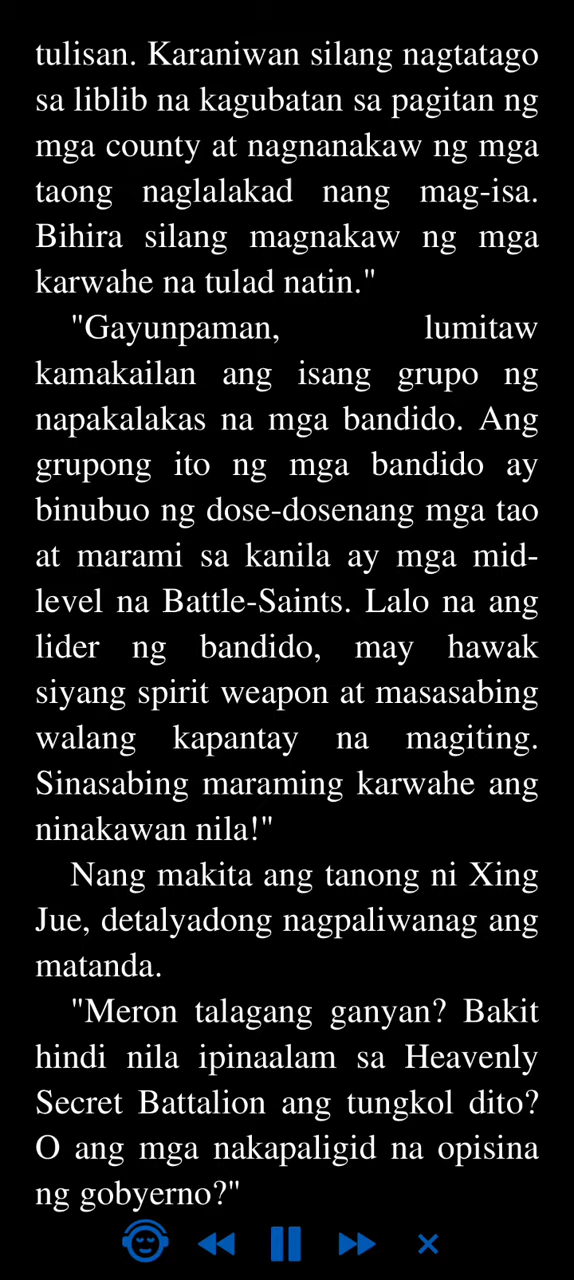 tulisan. Karaniwan silang nagtatago
sa liblib na kagubatan sa pagitan ng
mga county at nagnanakaw ng mga
taong naglalakad nang mag-isa.
Bihira silang magnakaw ng mga
karwahe na tulad natin."
"Gayunpaman, lumitaw
kamakailan ang isang grupo ng
napakalakas na mga bandido. Ang
grupong ito ng mga bandido ay
binubuo ng dose-dosenang mga tao
at marami sa kanila ay mga mid-
level na Battle-Saints. Lalo na ang
lider ng bandido, may hawak
siyang spirit weapon at masasabing
walang kapantay na magiting.
Sinasabing maraming karwahe ang
ninakawan nila!"
Nang makita ang tanong ni Xing
Jue, detalyadong nagpaliwanag ang
matanda.
"Meron talagang ganyan? Bakit
hindi nila ipinaalam sa Heavenly
Secret Battalion ang tungkol dito?
O ang mga nakapaligid na opisina
ng gobyerno?"